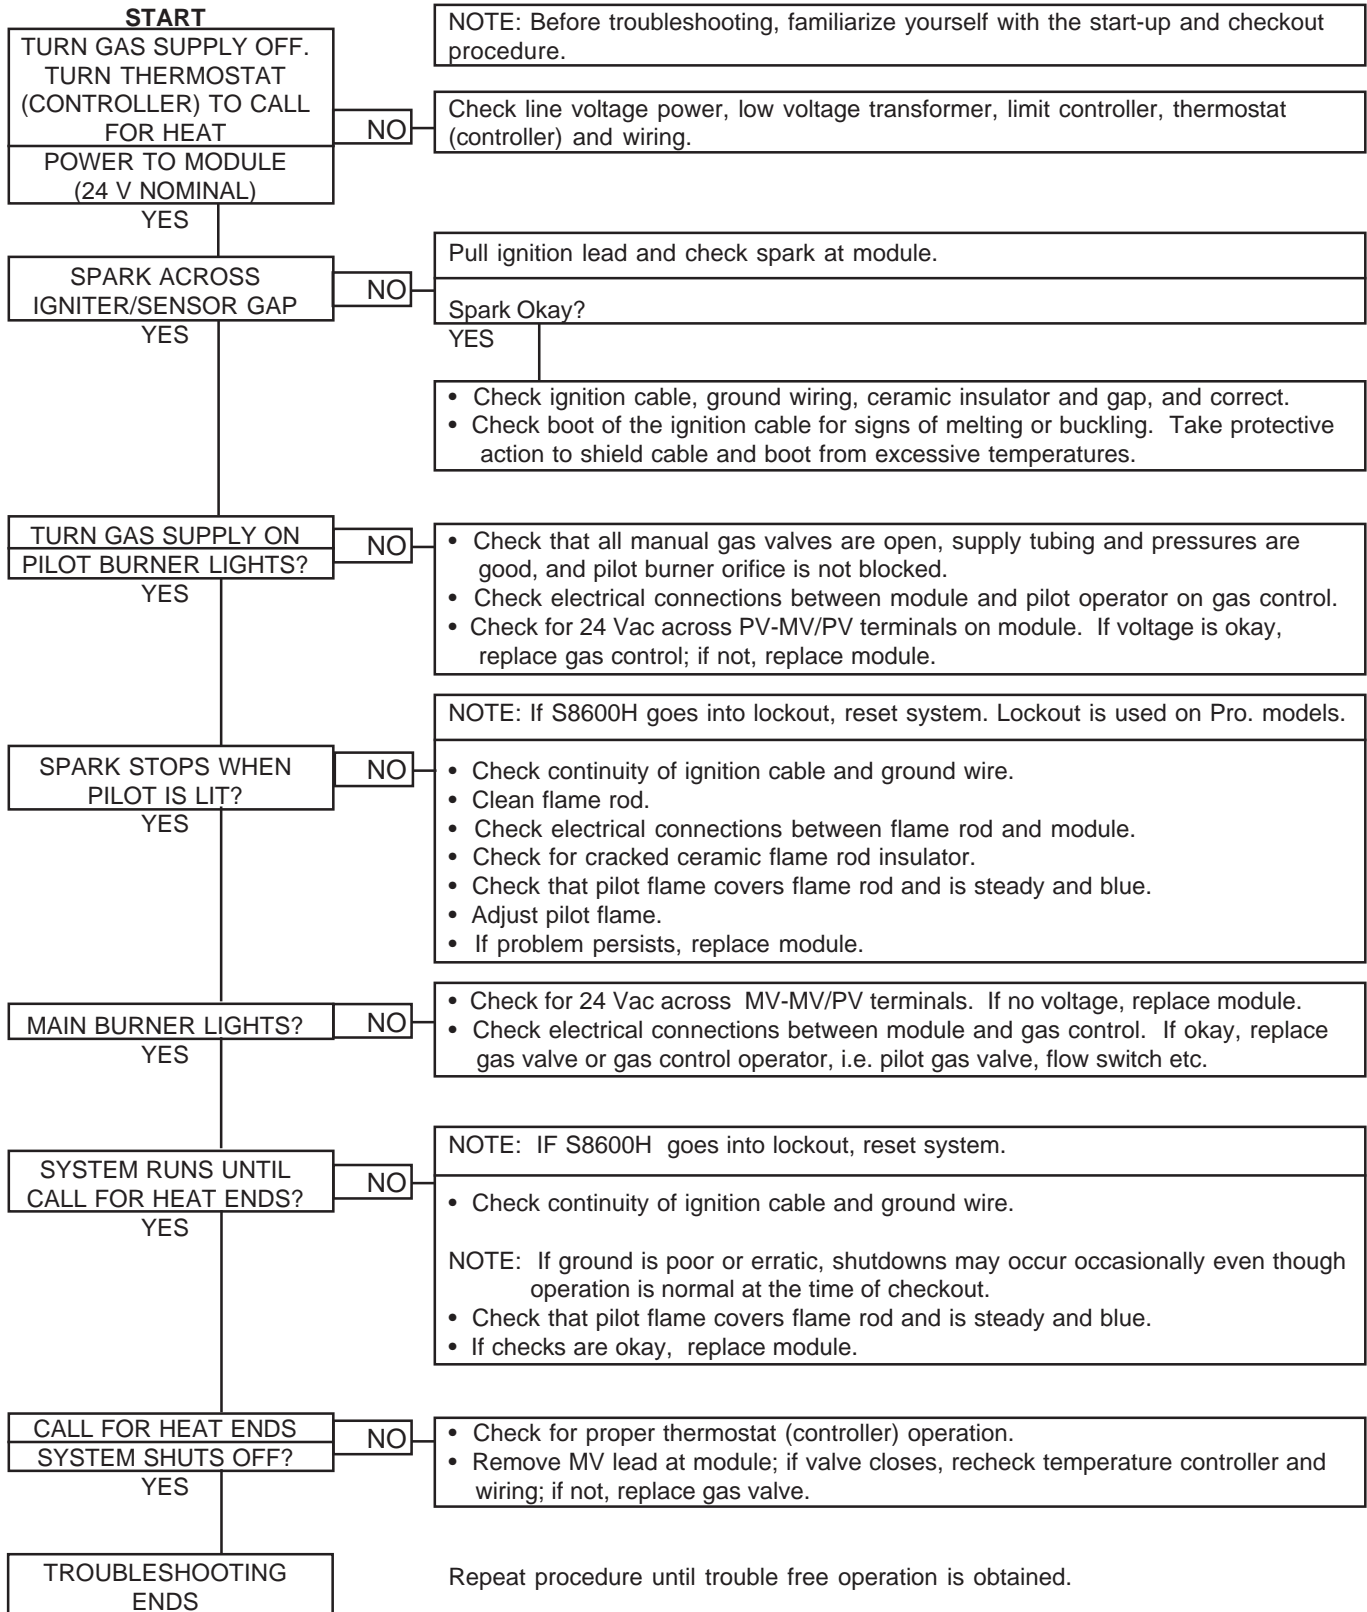 START
TURN GAS SUPPLY OFF.
TURN THERMOSTAT
(CONTROLLER) TO CALL
FOR HEAT
POWER TO MODULE
(24 V NOMINAL)
YES
NOTE: Before troubleshooting, familiarize yourself with the start-up and checkout
procedure.
NO
Check line voltage power, low voltage transformer, limit controller, thermostat
(controller) and wiring.
SPARK ACROSS
IGNITER/SENSOR GAP
YES
NO
Pull ignition lead and check spark at module.
Spark Okay?
YES
• Check ignition cable, ground wiring, ceramic insulator and gap, and correct.
• Check boot of the ignition cable for signs of melting or buckling. Take protective
action to shield cable and boot from excessive temperatures.
TURN GAS SUPPLY ON
PILOT BURNER LIGHTS?
YES
NO
• Check that all manual gas valves are open, supply tubing and pressures are
good, and pilot burner orifice is not blocked.
• Check electrical connections between module and pilot operator on gas control.
• Check for 24 Vac across PV-MV/PV terminals on module. If voltage is okay,
replace gas control; if not, replace module.
SPARK STOPS WHEN
PILOT IS LIT?
YES
NO
NOTE: If S8600H goes into lockout, reset system. Lockout is used on Pro. models.
• Check continuity of ignition cable and ground wire.
• Clean flame rod.
• Check electrical connections between flame rod and module.
• Check for cracked ceramic flame rod insulator.
• Check that pilot flame covers flame rod and is steady and blue.
• Adjust pilot flame.
• If problem persists, replace module.
MAIN BURNER LIGHTS?
YES
NO
• Check for 24 Vac across MV-MV/PV terminals. If no voltage, replace module.
• Check electrical connections between module and gas control. If okay, replace
gas valve or gas control operator, i.e. pilot gas valve, flow switch etc.
SYSTEM RUNS UNTIL
CALL FOR HEAT ENDS?
YES
NO
NOTE: IF S8600H goes into lockout, reset system.
• Check continuity of ignition cable and ground wire.
NOTE: If ground is poor or erratic, shutdowns may occur occasionally even though
operation is normal at the time of checkout.
• Check that pilot flame covers flame rod and is steady and blue.
• If checks are okay, replace module.
CALL FOR HEAT ENDS
SYSTEM SHUTS OFF?
YES
NO
• Check for proper thermostat (controller) operation.
• Remove MV lead at module; if valve closes, recheck temperature controller and
wiring; if not, replace gas valve.
TROUBLESHOOTING
ENDS
Repeat procedure until trouble free operation is obtained.